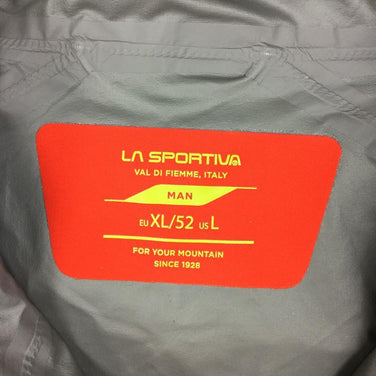 LA SPORTIVA
VAL DI FIEMME, ITALY
MAN
EU XL/52 US L
FOR YOUR MOUNTAIN
SINCE 1928